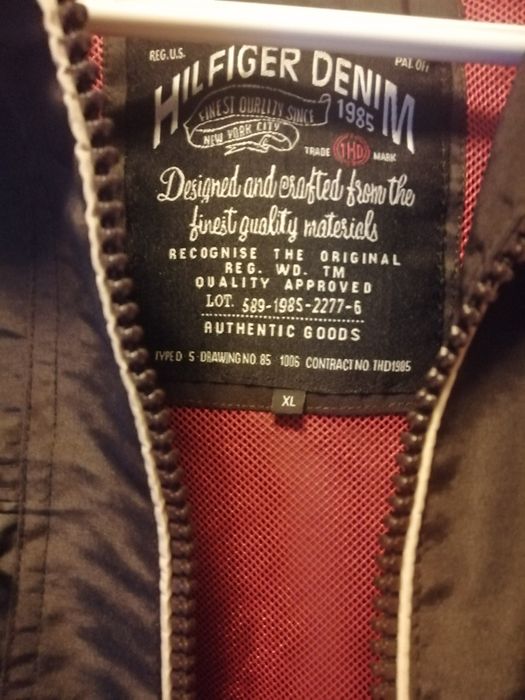 REG. U.S. PAT. OFF
HILFIGER DENIM
FINEST QUALITY SINCE 1985
NEW YORK CITY
TRADE THD MARK
Designed and crafted from the
finest quality materials
RECOGNISE THE ORIGINAL
REG. WD. TM
QUALITY APPROVED
LOT. 589-1985-2277-6
AUTHENTIC GOODS
TYPE D S-DRAWING NO. 85 1006 CONTRACT NO. THD1985
XL